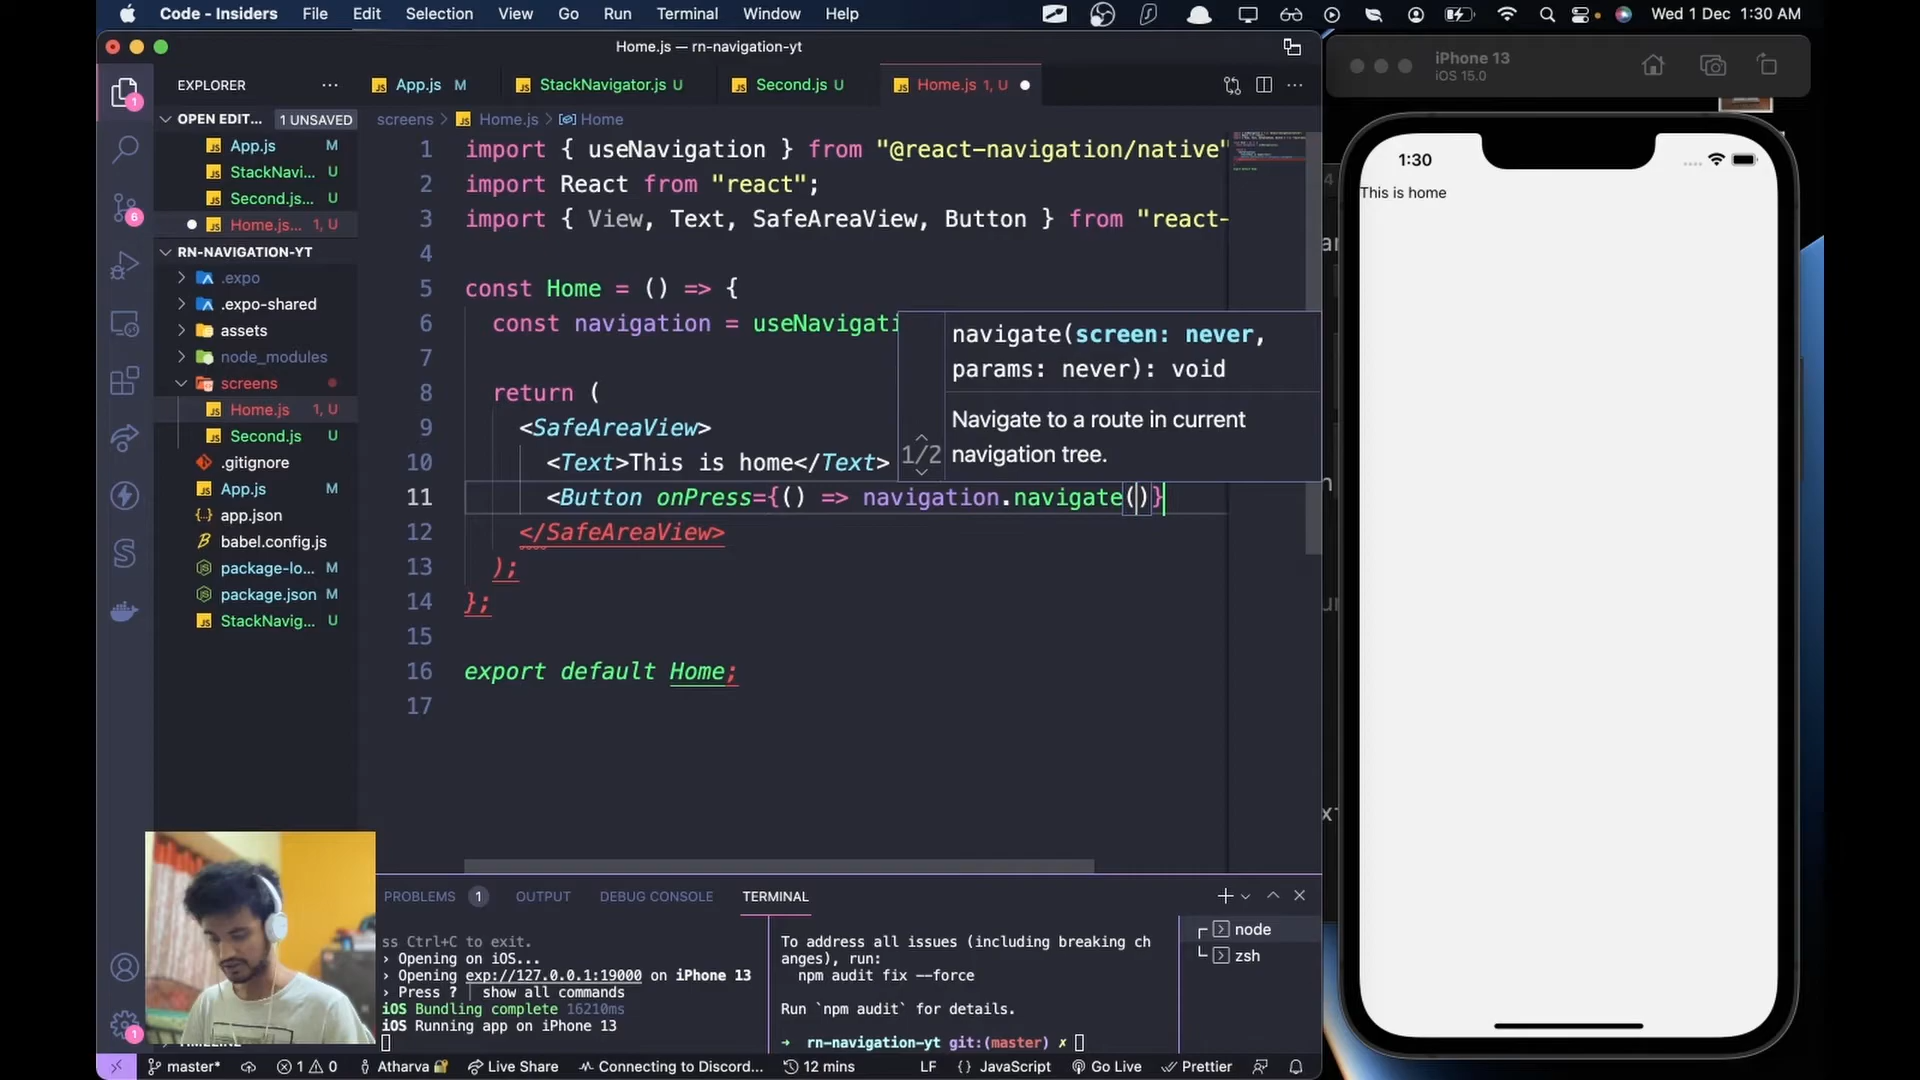 Code - Insiders File Edit Selection View Go Run Terminal Window Help Wed 1 Dec 1:30 AM
Home.js — rn-navigation-yt
EXPLORER
App.js M StackNavigator.js U Second.js U Home.js 1, U
OPEN EDIT... 1 UNSAVED
App.js M
StackNavi... U
Second.js... U
Home.js... 1, U
RN-NAVIGATION-YT
.expo
.expo-shared
assets
node_modules
screens
Home.js 1, U
Second.js U
.gitignore
App.js M
app.json
babel.config.js
package-lo... M
package.json M
StackNavig... U
screens > Home.js > Home
1 import { useNavigation } from "@react-navigation/native"
2 import React from "react";
3 import { View, Text, SafeAreaView, Button } from "react-
4
5 const Home = () => {
6 const navigation = useNavigati
7
8 return (
9 <SafeAreaView>
10 <Text>This is home</Text>
11 <Button onPress={() => navigation.navigate()}
12 </SafeAreaView>
13 );
14 };
15
16 export default Home;
17
navigate(screen: never,
params: never): void
Navigate to a route in current
navigation tree.
1/2
PROBLEMS 1 OUTPUT DEBUG CONSOLE TERMINAL
ss Ctrl+C to exit.
› Opening on iOS...
› Opening exp://127.0.0.1:19000 on iPhone 13
› Press ? | show all commands
iOS Bundling complete 16210ms
iOS Running app on iPhone 13
To address all issues (including breaking ch
anges), run:
npm audit fix --force
Run `npm audit` for details.
→ rn-navigation-yt git:(master) ✗
node
zsh
1
6
1
master* 1 0 Atharva Live Share Connecting to Discord... 12 mins LF {} JavaScript Go Live Prettier
iPhone 13
iOS 15.0
1:30
This is home